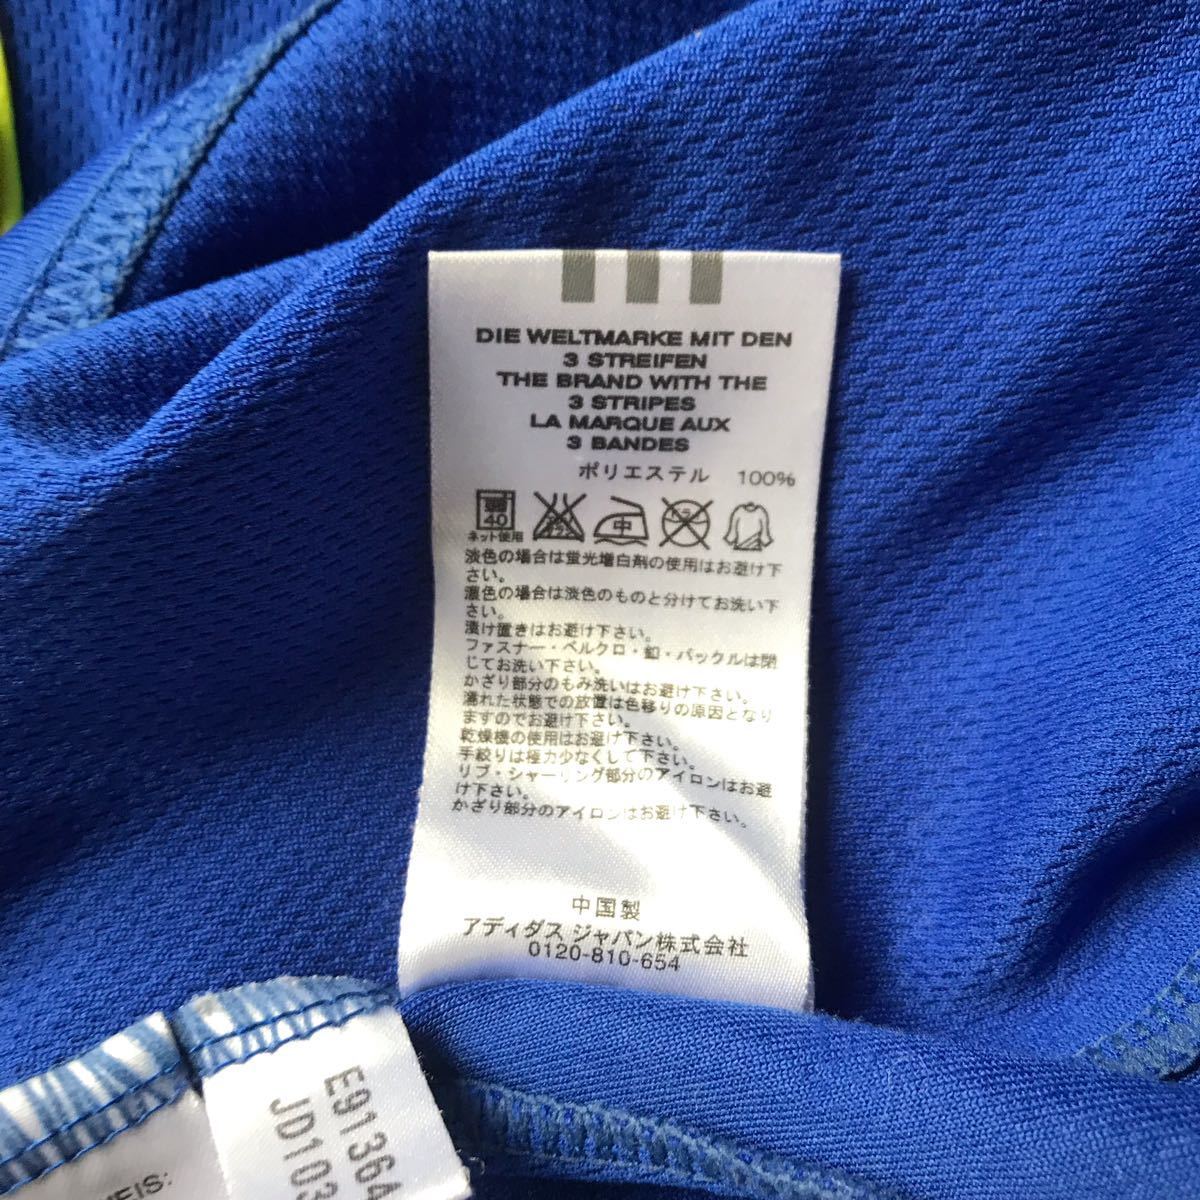 DIE WELTMARKE MIT DEN
3 STREIFEN
THE BRAND WITH THE
3 STRIPES
LA MARQUE AUX
3 BANDES
ポリエステル 100%
40 中
ネット使用
淡色の場合は蛍光増白剤の使用はお避け下
さい。
濃色の場合は淡色のものと分けてお洗い下
さい。
漬け置きはお避け下さい。
ファスナー・ベルクロ・釦・バックルは閉
じてお洗い下さい。
かざり部分のもみ洗いはお避け下さい。
濡れた状態での放置は色移りの原因となり
ますのでお避け下さい。
乾燥機の使用はお避け下さい。
手絞りは極力少なくして下さい。
リブ・シャーリング部分のアイロンはお避
け下さい。
かざり部分のアイロンはお避け下さい。
中国製
アディダス ジャパン株式会社
0120-810-654
E91364
JD103